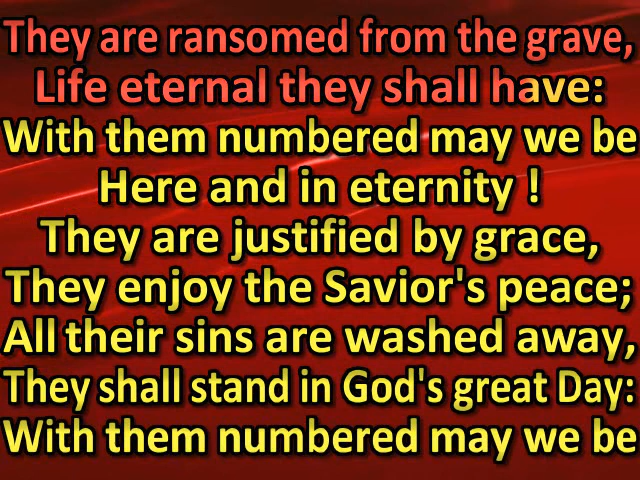 They are ransomed from the grave,
Life eternal they shall have:
With them numbered may we be
Here and in eternity !
They are justified by grace,
They enjoy the Savior's peace;
All their sins are washed away,
They shall stand in God's great Day:
With them numbered may we be